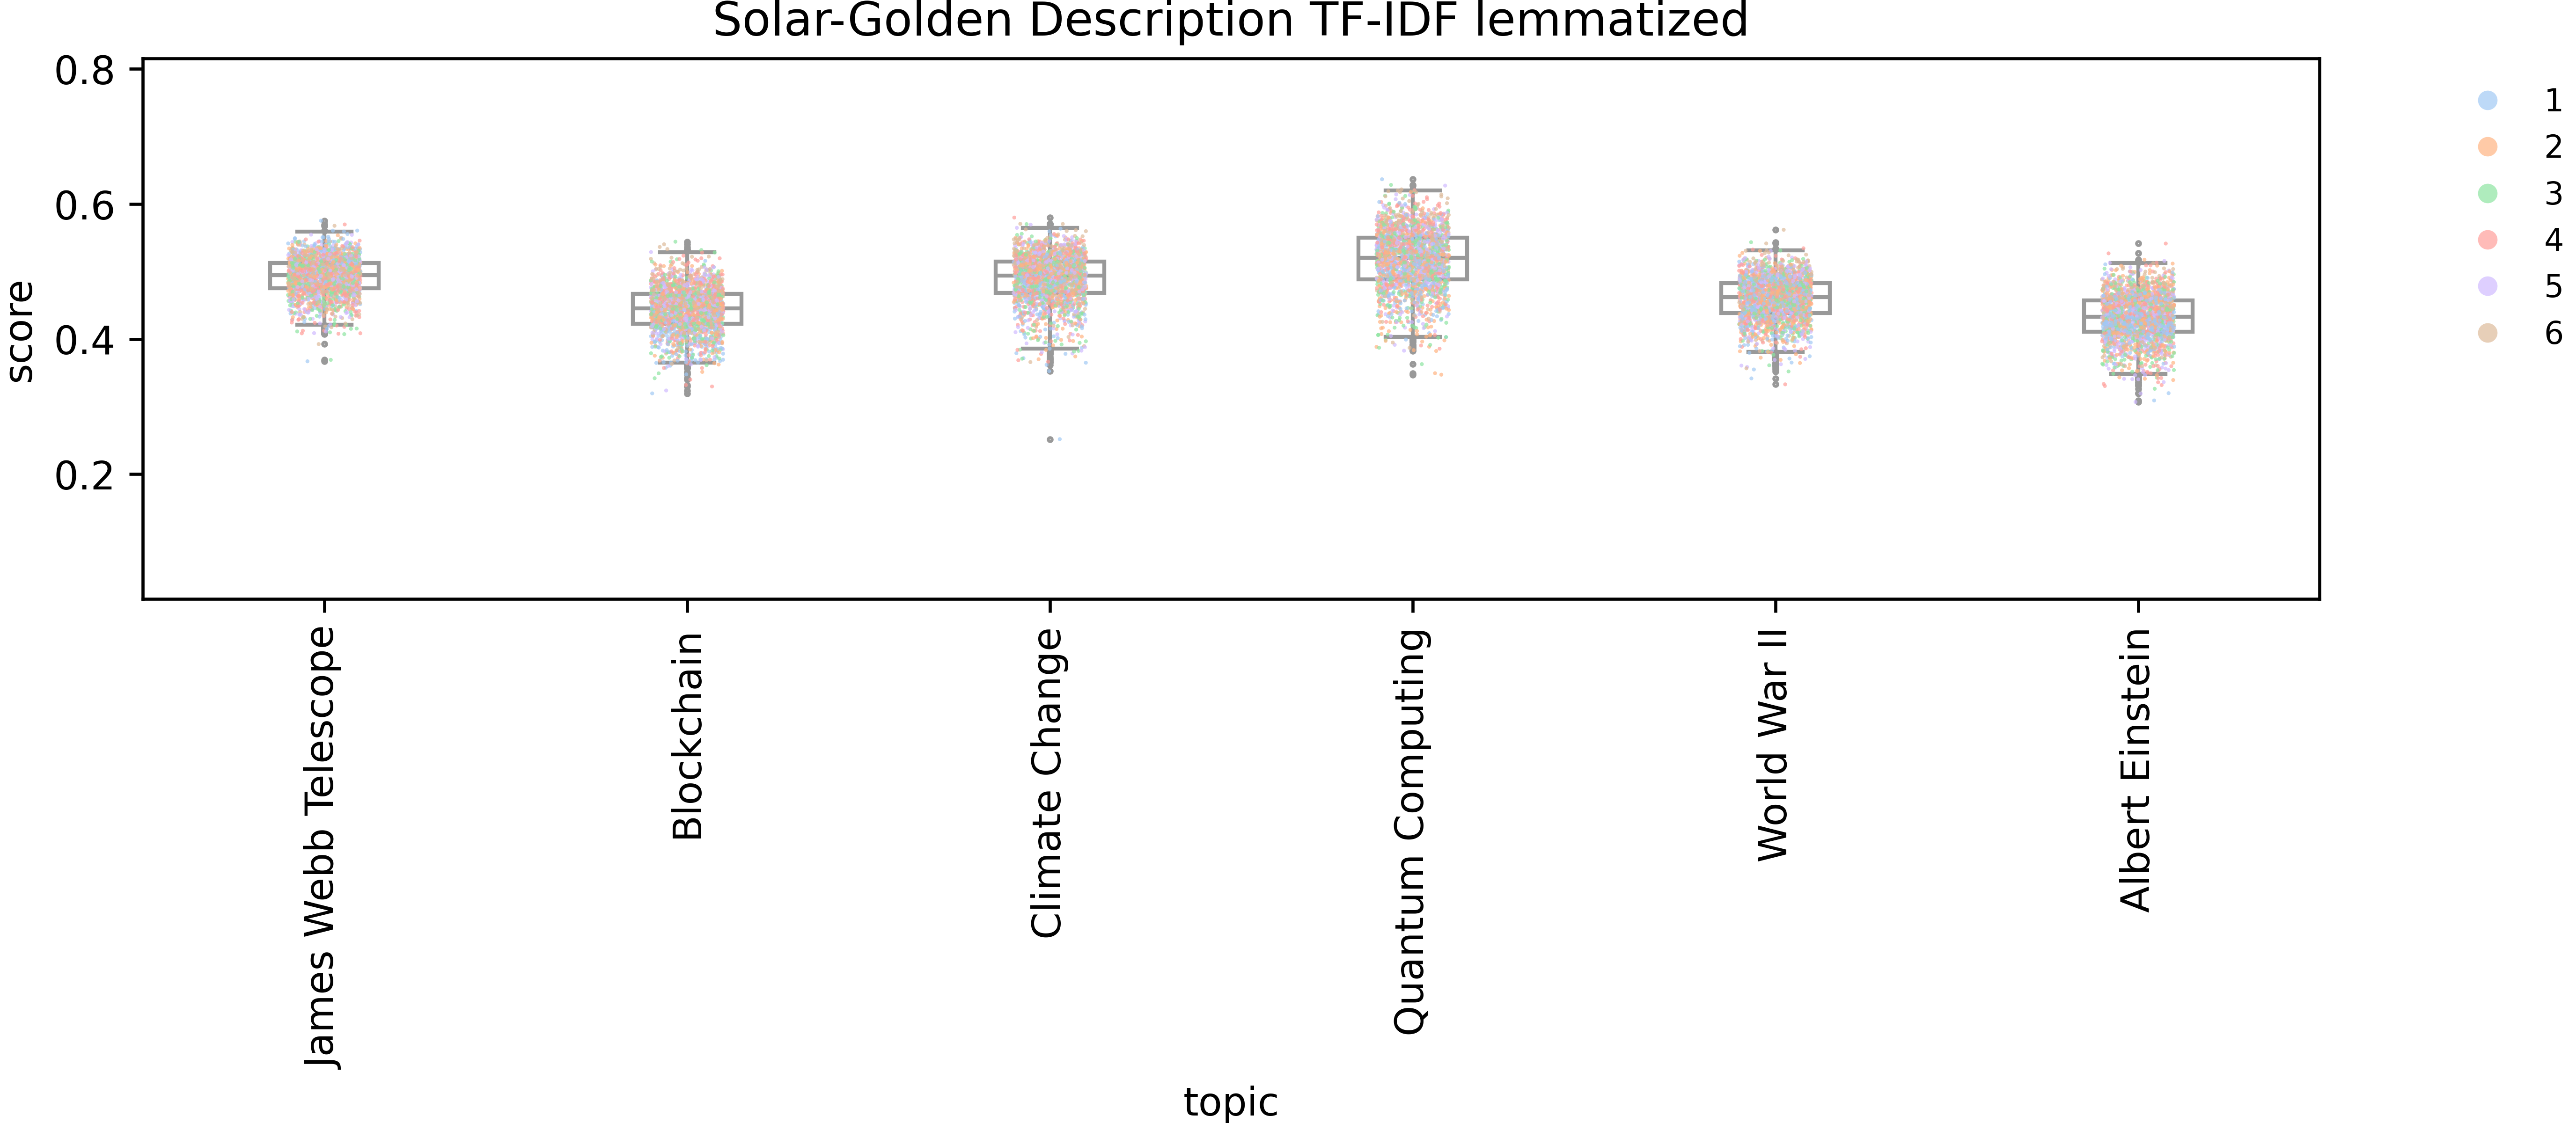 Solar-Golden Description TF-IDF lemmatized
0.8
0.6
0.4
0.2
score
1
2
3
4
5
6
James Webb Telescope
Blockchain
Climate Change
Quantum Computing
World War II
Albert Einstein
topic